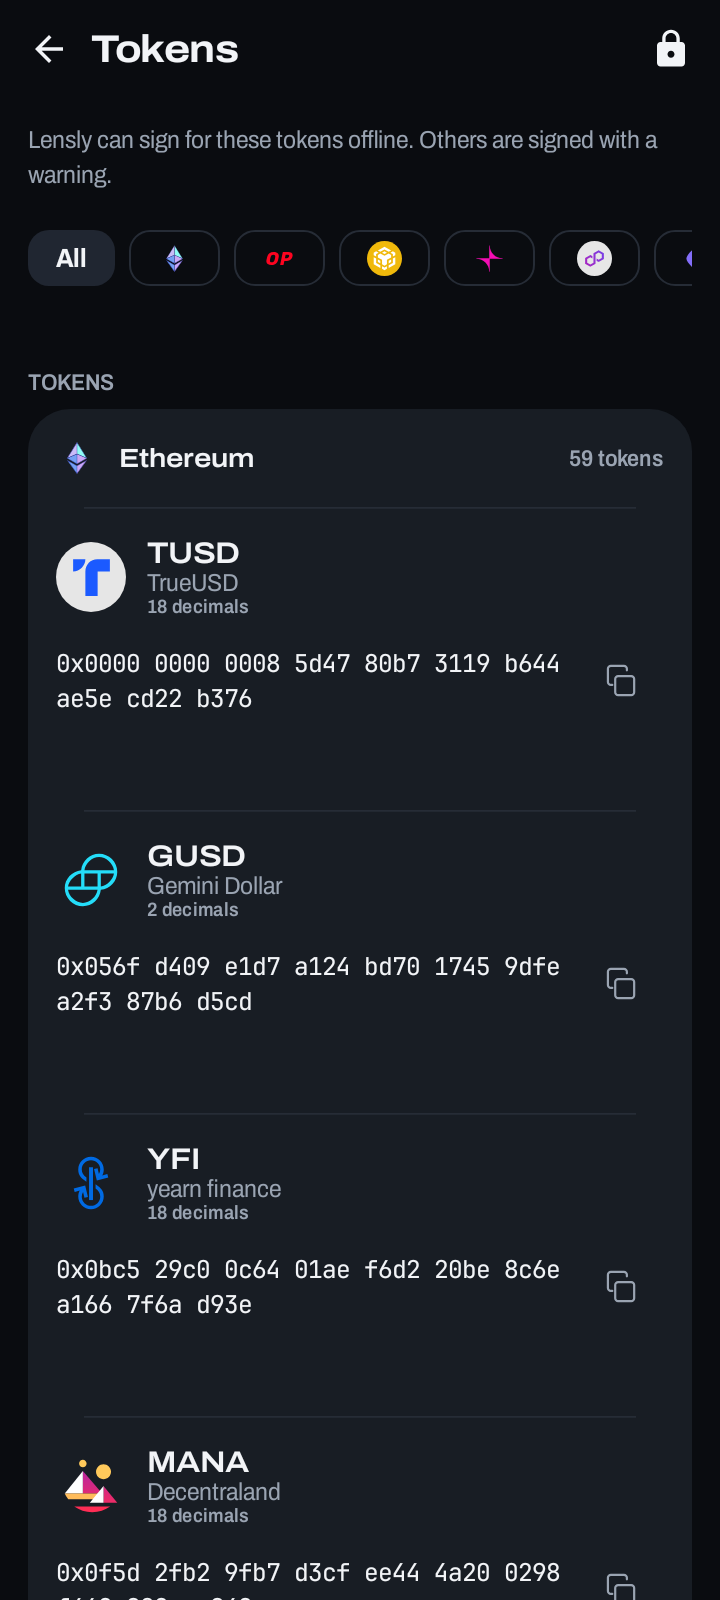 Tokens
Lensly can sign for these tokens offline. Others are signed with a
warning.
All
OP
TOKENS
Ethereum
59 tokens
TUSD
TrueUSD
18 decimals
0x0000 0000 0008 5d47 80b7 3119 b644
ae5e cd22 b376
GUSD
Gemini Dollar
2 decimals
0x056f d409 e1d7 a124 bd70 1745 9dfe
a2f3 87b6 d5cd
YFI
yearn finance
18 decimals
0x0bc5 29c0 0c64 01ae f6d2 20be 8c6e
a166 7f6a d93e
MANA
Decentraland
18 decimals
0x0f5d 2fb2 9fb7 d3cf ee44 4a20 0298